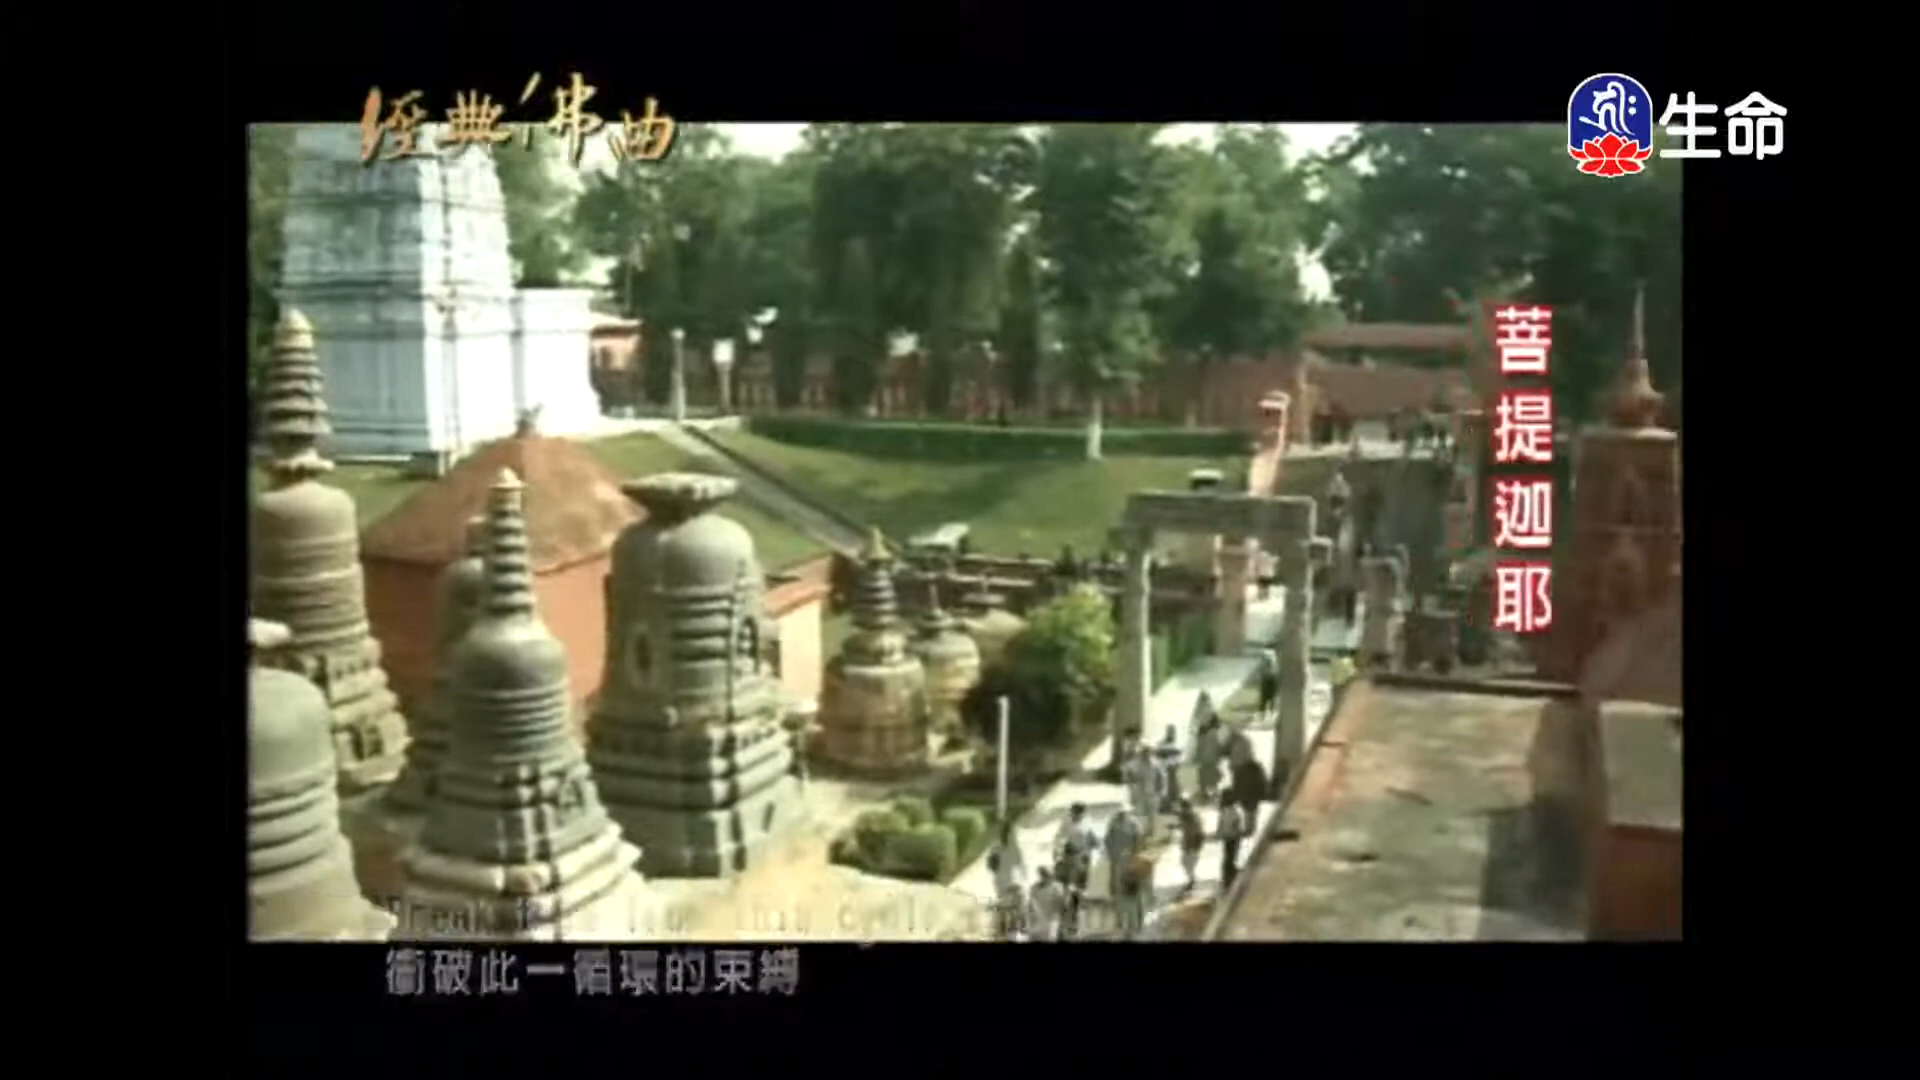 經典佛曲
生命
菩提迦耶
衝破此一循環的束縛